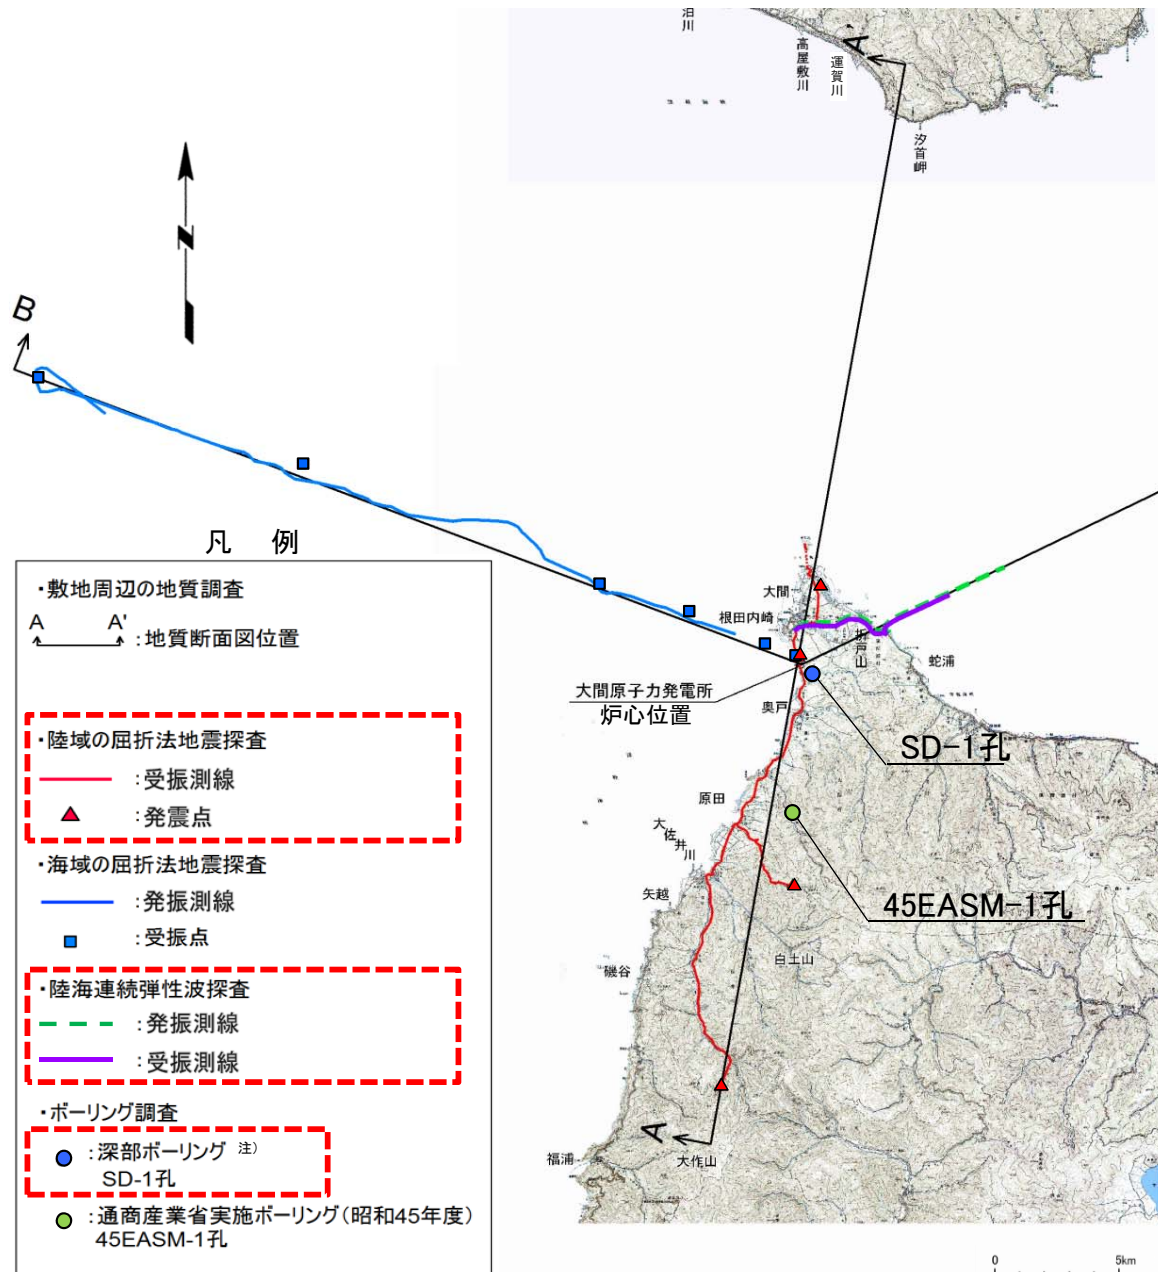 泊川
高屋敷川
運賀川
汐首岬
A'
N
B
凡 例
・敷地周辺の地質調査
A A'
:地質断面図位置
・陸域の屈折法地震探査
:受振測線
:発震点
・海域の屈折法地震探査
:発振測線
:受振点
・陸海連続弾性波探査
:発振測線
:受振測線
・ボーリング調査
:深部ボーリング 注)
SD-1孔
:通商産業省実施ボーリング(昭和45年度)
45EASM-1孔
大間
根田内崎
折戸山
蛇浦
大間原子力発電所
炉心位置
奥戸
SD-1孔
原田
大佐井川
矢越
45EASM-1孔
白土山
磯谷
A
大作山
福浦
0 5km